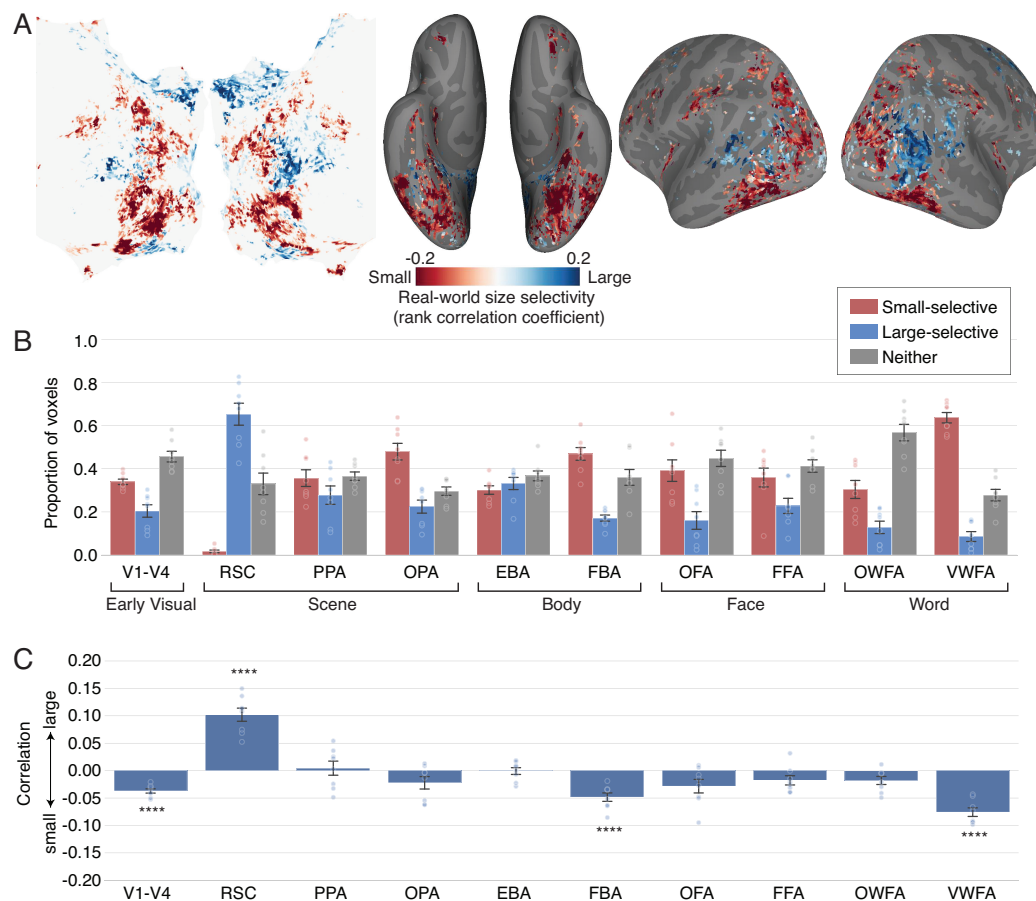 A
-0.2 0.2
Small Large
Real-world size selectivity
(rank correlation coefficient)
Small-selective
Large-selective
Neither
B
Proportion of voxels
1.0
0.8
0.6
0.4
0.2
0.0
V1-V4 RSC PPA OPA EBA FBA OFA FFA OWFA VWFA
Early Visual Scene Body Face Word
C
Correlation
small large
0.20
0.15
0.10
0.05
0.00
-0.05
-0.10
-0.15
-0.20
****
****
****
****
V1-V4 RSC PPA OPA EBA FBA OFA FFA OWFA VWFA